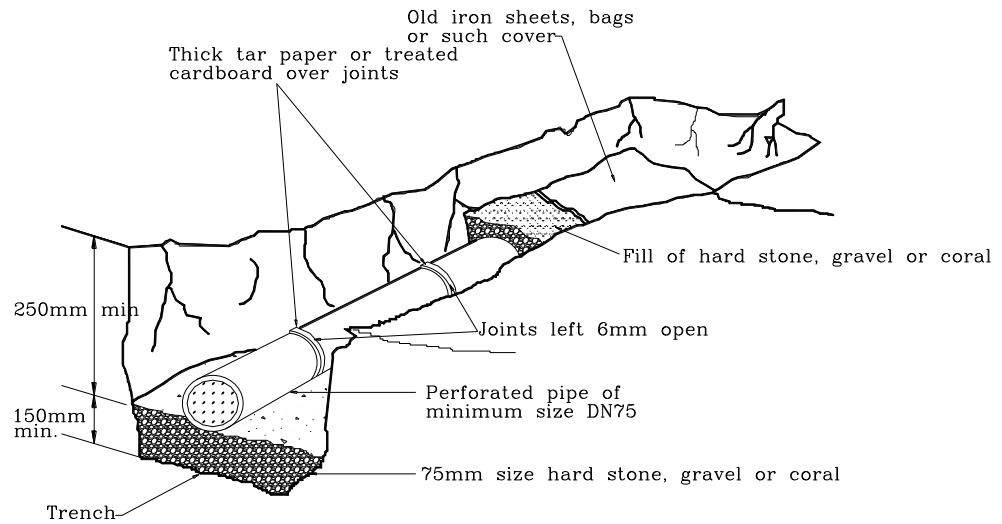 Old iron sheets, bags
or such cover
Thick tar paper or treated
cardboard over joints
Fill of hard stone, gravel or coral
250mm min
Joints left 6mm open
Perforated pipe of
minimum size DN75
150mm
min.
75mm size hard stone, gravel or coral
Trench